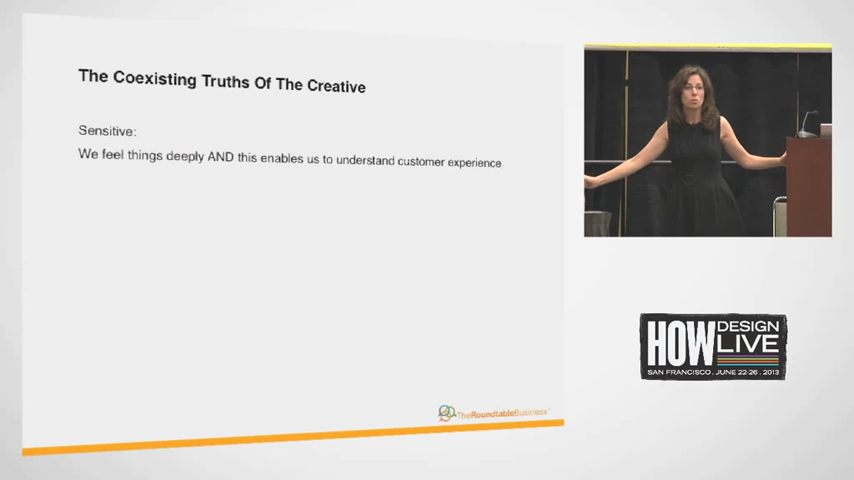 The Coexisting Truths Of The Creative
Sensitive:
We feel things deeply AND this enables us to understand customer experience
TheRoundtableBusiness
HOW DESIGN LIVE
SAN FRANCISCO . JUNE 22-26 . 2013